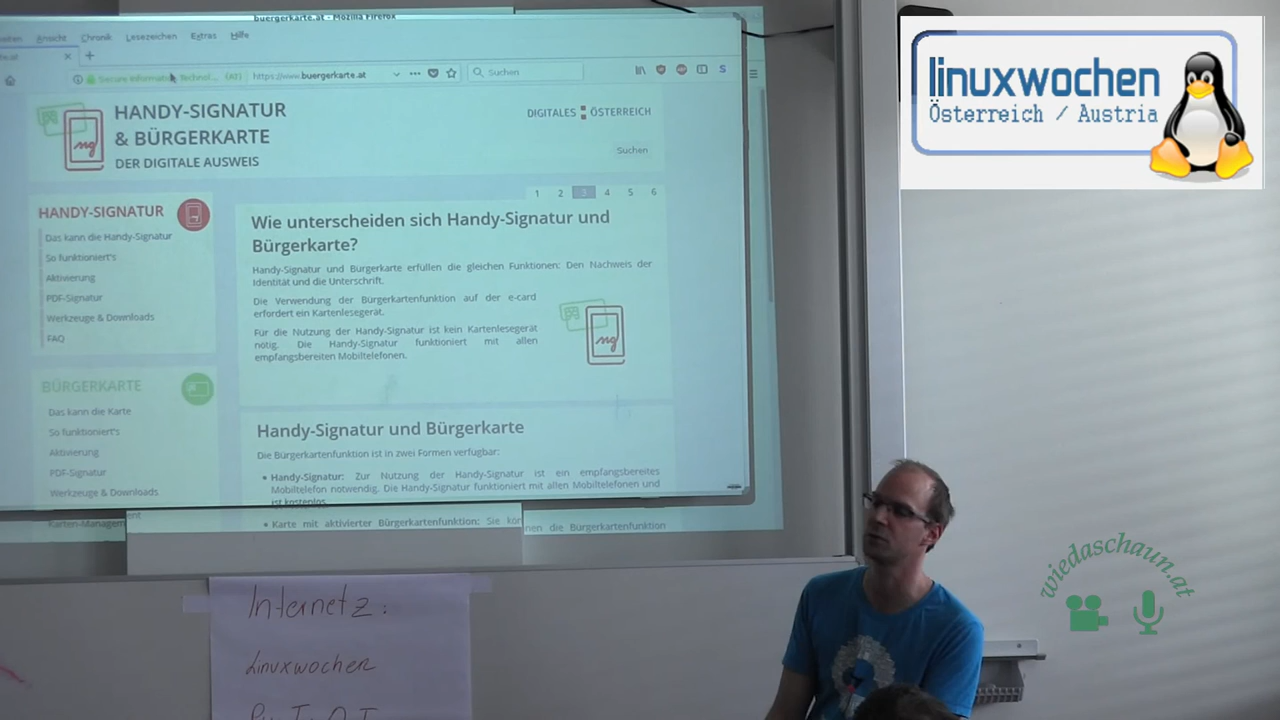 buergerkarte.at - Mozilla Firefox
Ansicht Chronik Lesezeichen Extras Hilfe
https://www.buergerkarte.at
Suchen
HANDY-SIGNATUR
& BÜRGERKARTE
DER DIGITALE AUSWEIS
DIGITALES ÖSTERREICH
Suchen
1 2 3 4 5 6
HANDY-SIGNATUR
Das kann die Handy-Signatur
So funktioniert's
Aktivierung
PDF-Signatur
Werkzeuge & Downloads
FAQ
BÜRGERKARTE
Das kann die Karte
So funktioniert's
Aktivierung
PDF-Signatur
Werkzeuge & Downloads
Karten-Management
Wie unterscheiden sich Handy-Signatur und
Bürgerkarte?
Handy-Signatur und Bürgerkarte erfüllen die gleichen Funktionen: Den Nachweis der
Identität und die Unterschrift.
Die Verwendung der Bürgerkartenfunktion auf der e-card
erfordert ein Kartenlesegerät.
Für die Nutzung der Handy-Signatur ist kein Kartenlesegerät
nötig. Die Handy-Signatur funktioniert mit allen
empfangsbereiten Mobiltelefonen.
Handy-Signatur und Bürgerkarte
Die Bürgerkartenfunktion ist in zwei Formen verfügbar:
• Handy-Signatur: Zur Nutzung der Handy-Signatur ist ein empfangsbereites
Mobiltelefon notwendig. Die Handy-Signatur funktioniert mit allen Mobiltelefonen und
ist kostenlos.
• Karte mit aktivierter Bürgerkartenfunktion: Sie können die Bürgerkartenfunktion
Internetz:
Linuxwochen
linuxwochen
Österreich / Austria
wiedaschaun.at